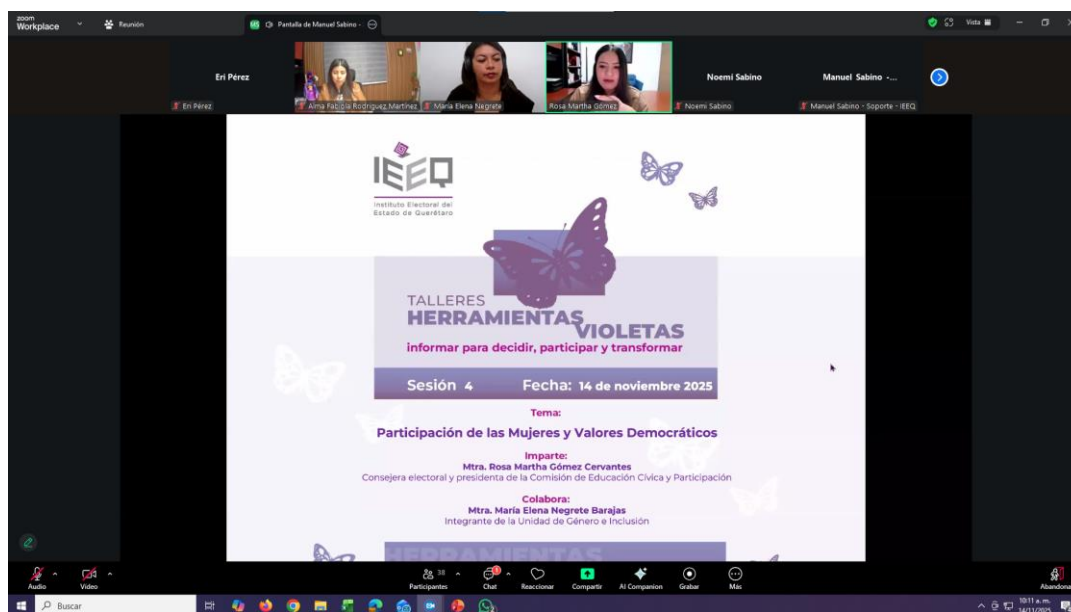 zoom
Workplace
Reunión
MS
Pantalla de Manuel Sabino -
Vista
Eri Pérez
Noemi Sabino
Manuel Sabino -...
Eri Pérez
Alma Fabiola Rodríguez Martínez
María Elena Negrete
Rosa Martha Gómez
Noemi Sabino
Manuel Sabino - Soporte - IEEQ
IEEQ
Instituto Electoral del
Estado de Querétaro
TALLERES
HERRAMIENTAS
VIOLETAS
informar para decidir, participar y transformar
Sesión 4 Fecha: 14 de noviembre 2025
Tema:
Participación de las Mujeres y Valores Democráticos
Imparte:
Mtra. Rosa Martha Gómez Cervantes
Consejera electoral y presidenta de la Comisión de Educación Cívica y Participación
Colabora:
Mtra. María Elena Negrete Barajas
Integrante de la Unidad de Género e Inclusión
HERRAMIENTAS
Audio
Video
Participantes
38
Chat
Reaccionar
Compartir
AI Companion
Grabar
Más
Abandonar
Buscar
10:11 a. m.
14/11/2025